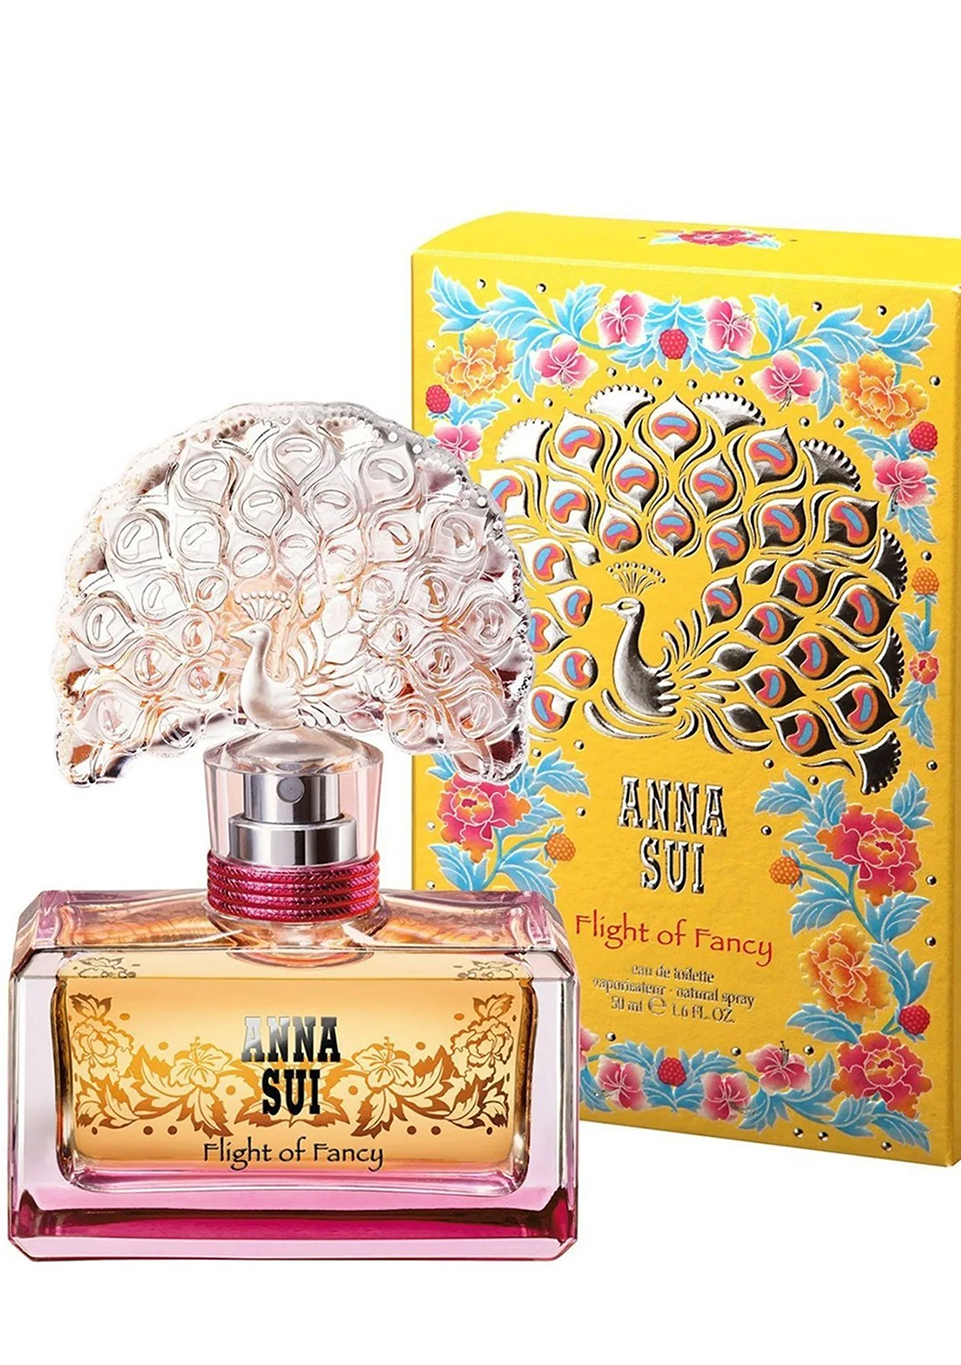 ANNA
SUI
Flight of Fancy
eau de toilette
vaporisateur - natural spray
50 ml e 1.6 FL.OZ.
ANNA
SUI
Flight of Fancy